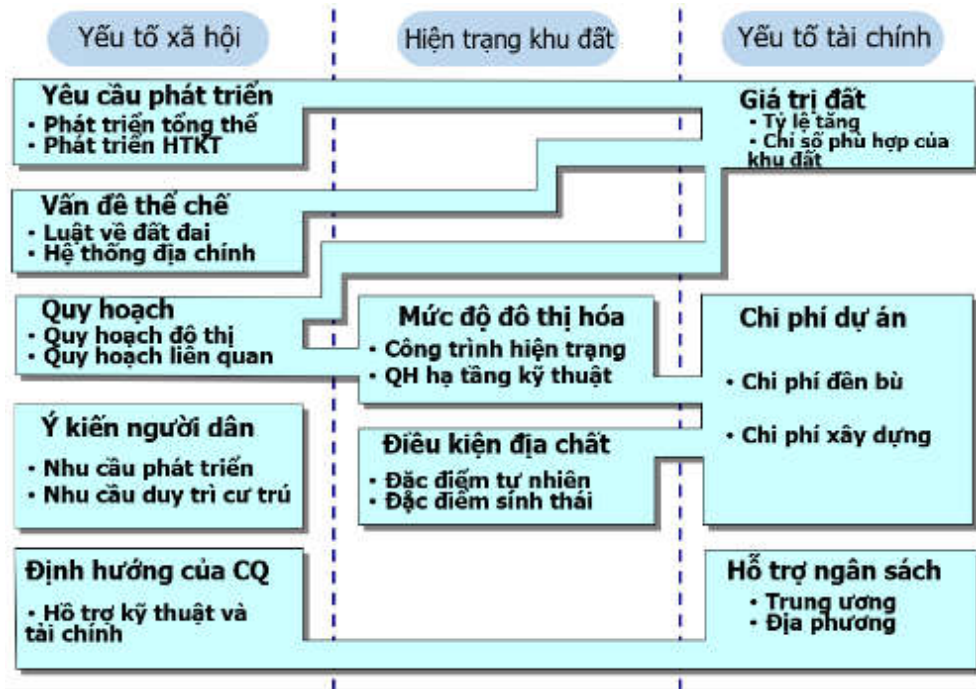 Yếu tố xã hội
Hiện trạng khu đất
Yếu tố tài chính
Yêu cầu phát triển
• Phát triển tổng thể
• Phát triển HTKT
Giá trị đất
• Tỷ lệ tăng
• Chỉ số phù hợp của
khu đất
Vấn đề thể chế
• Luật về đất đai
• Hệ thống địa chính
Quy hoạch
• Quy hoạch đô thị
• Quy hoạch liên quan
Mức độ đô thị hóa
• Công trình hiện trạng
• QH hạ tầng kỹ thuật
Chi phí dự án
• Chi phí đền bù
• Chi phí xây dựng
Ý kiến người dân
• Nhu cầu phát triển
• Nhu cầu duy trì cư trú
Điều kiện địa chất
• Đặc điểm tự nhiên
• Đặc điểm sinh thái
Định hướng của CQ
• Hỗ trợ kỹ thuật và
tài chính
Hỗ trợ ngân sách
• Trung ương
• Địa phương